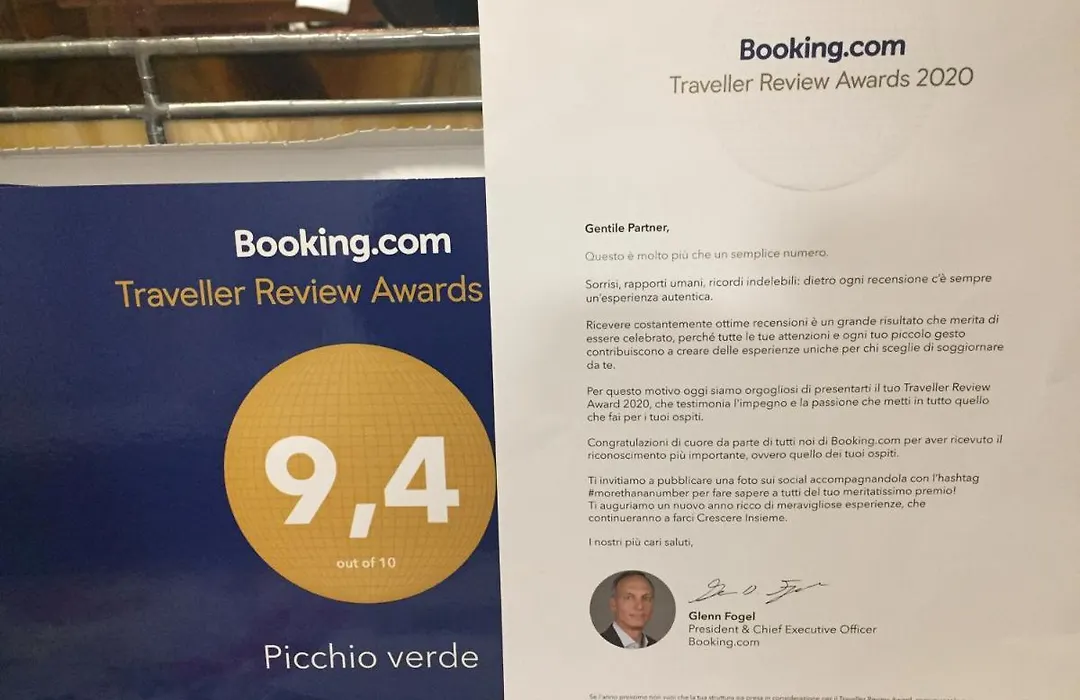 Booking.com
Traveller Review Awards
9,4
out of 10
Picchio verde
Booking.com
Traveller Review Awards 2020
Gentile Partner,
Questo è molto più che un semplice numero.
Sorrisi, rapporti umani, ricordi indelebili: dietro ogni recensione c'è sempre
un'esperienza autentica.
Ricevere costantemente ottime recensioni è un grande risultato che merita di
essere celebrato, perché tutte le tue attenzioni e ogni tuo piccolo gesto
contribuiscono a creare delle esperienze uniche per chi sceglie di soggiornare
da te.
Per questo motivo oggi siamo orgogliosi di presentarti il tuo Traveller Review
Award 2020, che testimonia l'impegno e la passione che metti in tutto quello
che fai per i tuoi ospiti.
Congratulazioni di cuore da parte di tutti noi di Booking.com per aver ricevuto il
riconoscimento più importante, ovvero quello dei tuoi ospiti.
Ti invitiamo a pubblicare una foto sui social accompagnandola con l'hashtag
#morethananumber per fare sapere a tutti del tuo meritatissimo premio!
Ti auguriamo un nuovo anno ricco di meravigliose esperienze, che
continueranno a farci Crescere Insieme.
I nostri più cari saluti,
Glenn Fogel
President & Chief Executive Officer
Booking.com